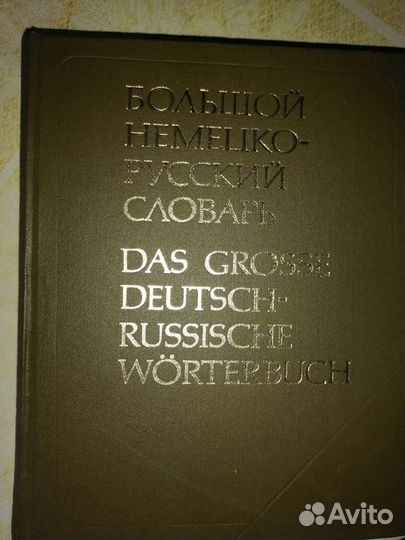 БОЛЬШОЙ
НЕМЕЦКО-
РУССКИЙ
СЛОВАРЬ
DAS GROSSE
DEUTSCH-
RUSSISCHE
WÖRTERBUCH
Avito